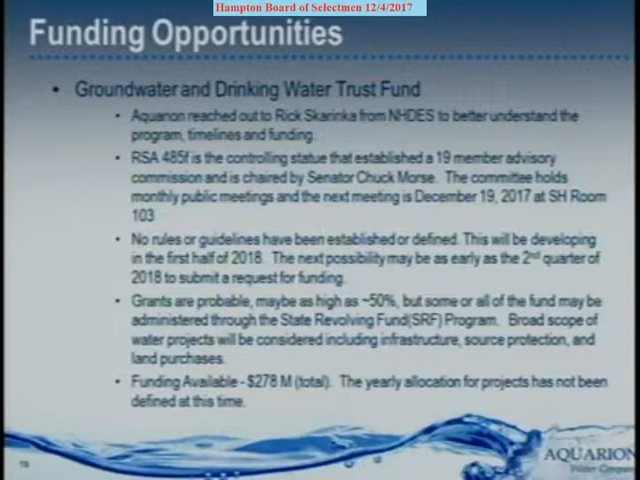 Hampton Board of Selectmen 12/4/2017
Funding Opportunities
• Groundwater and Drinking Water Trust Fund
• Aquarion reached out to Rick Skarinka from NHDES to better understand the
program, timelines and funding.
• RSA 485f is the controlling statue that established a 19 member advisory
commission and is chaired by Senator Chuck Morse. The committee holds
monthly public meetings and the next meeting is December 19, 2017 at SH Room
103
• No rules or guidelines have been established or defined. This will be developing
in the first half of 2018. The next possibility may be as early as the 2nd quarter of
2018 to submit a request for funding.
• Grants are probable, maybe as high as ~50%, but some or all of the fund may be
administered through the State Revolving Fund(SRF) Program. Broad scope of
water projects will be considered including infrastructure, source protection, and
land purchases.
• Funding Available - $278 M (total). The yearly allocation for projects has not been
defined at this time.
AQUARION
Water Company